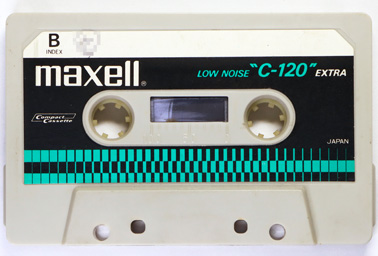 B
INDEX
maxell®
LOW NOISE "C-120" EXTRA
Compact Cassette
JAPAN